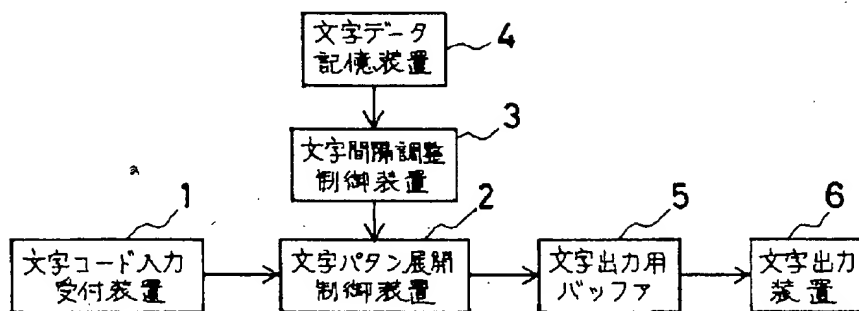 文字データ
記憶装置
4
文字間隔調整
制御装置
3
1
2
5
6
文字コード入力
受付装置
文字パタン展開
制御装置
文字出力用
バッファ
文字出力
装置